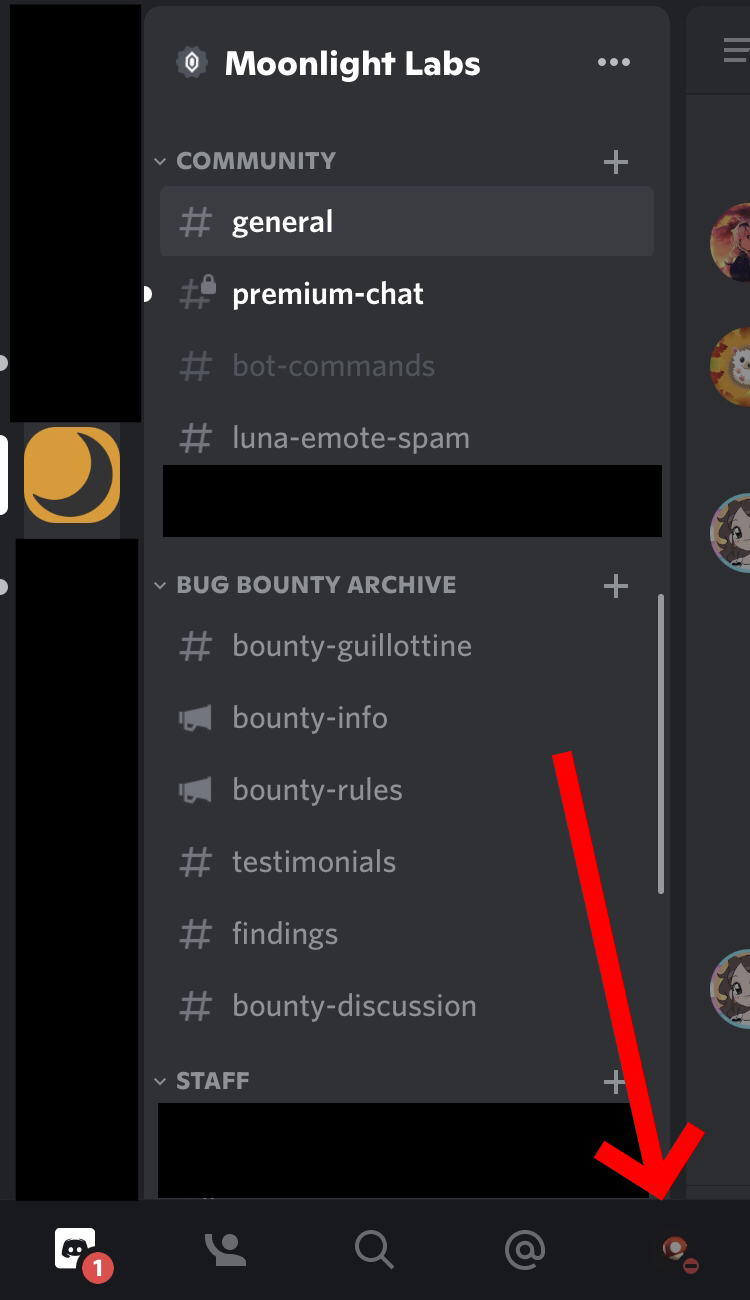 Moonlight Labs
COMMUNITY
general
premium-chat
bot-commands
luna-emote-spam
BUG BOUNTY ARCHIVE
bounty-guillottine
bounty-info
bounty-rules
testimonials
findings
bounty-discussion
STAFF
1